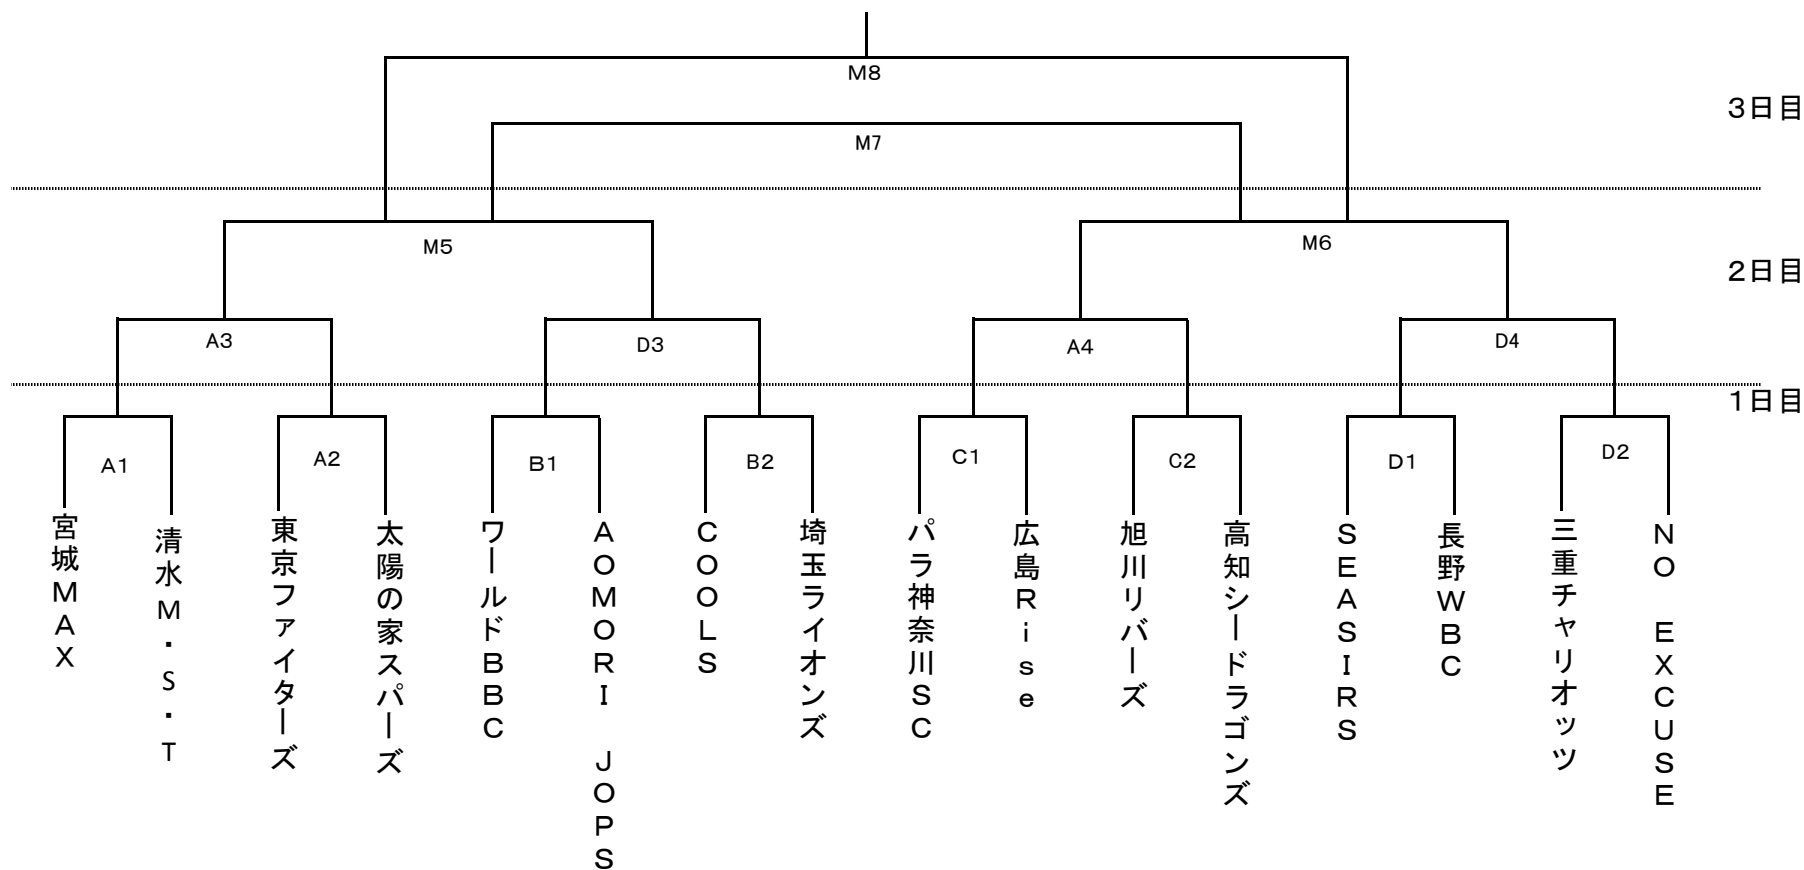 M8
3日目
M7
M5
M6
2日目
A3
D3
A4
D4
1日目
A1
A2
B1
B2
C1
C2
D1
D2
宮城MAX
清水M・S・T
東京ファイターズ
太陽の家スパーズ
ワールドBBC
AOMORI JOPS
COOLS
埼玉ライオンズ
パラ神奈川SC
広島Rise
旭川リバーズ
高知シードラゴンズ
SEASIRS
長野WBC
三重チャリオッツ
NO EXCUSE